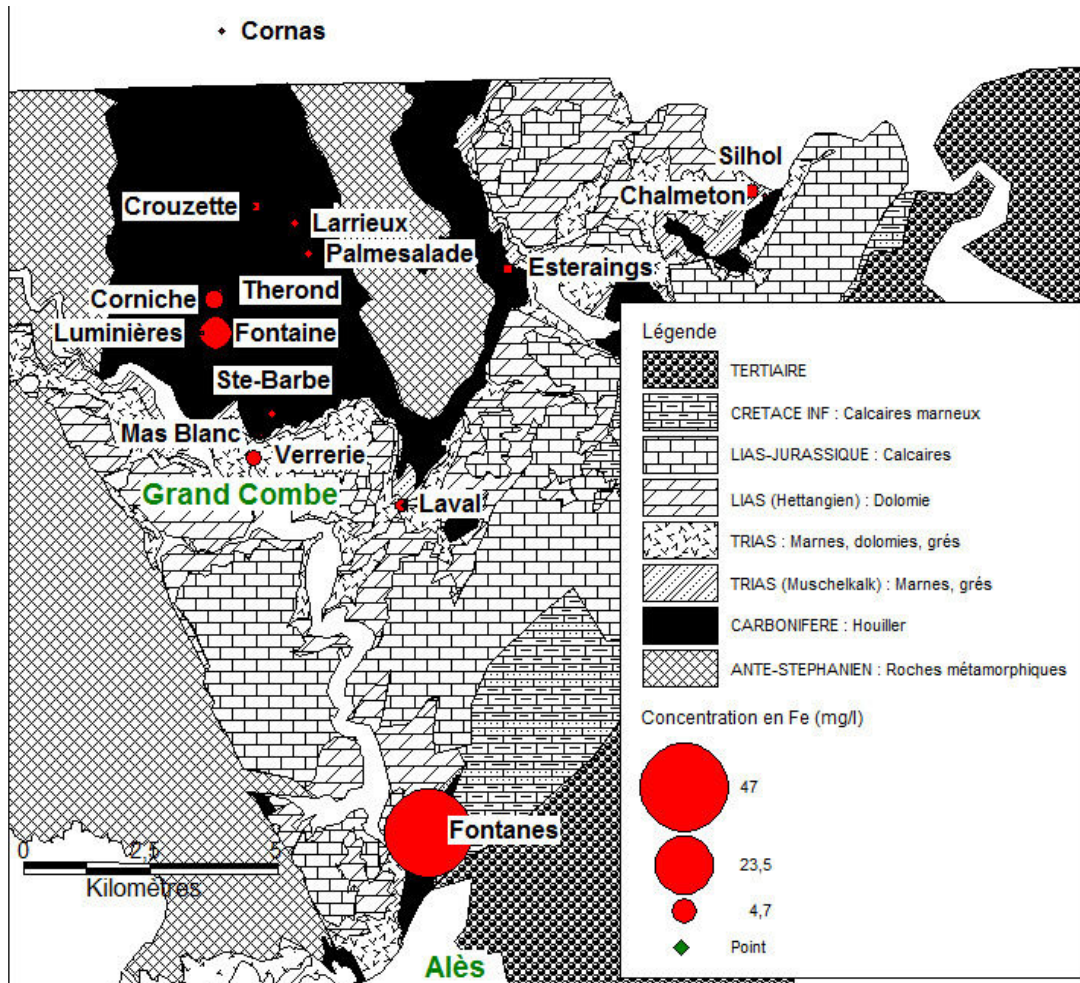 Cornas
Silhol
Chalmeton
Crouzette
Larrieux
Palmesalade
Esteraings
Therond
Corniche
Luminières
Fontaine
Ste-Barbe
Mas Blanc
Verrerie
Grand Combe
Laval
Fontanes
Alès
0 2,5 5
Kilomètres
Légende
TERTIAIRE
CRETACE INF : Calcaires marneux
LIAS-JURASSIQUE : Calcaires
LIAS (Hettangien) : Dolomie
TRIAS : Marnes, dolomies, grés
TRIAS (Muschelkalk) : Marnes, grés
CARBONIFERE : Houiller
ANTE-STEPHANIEN : Roches métamorphiques
Concentration en Fe (mg/l)
47
23,5
4,7
Point